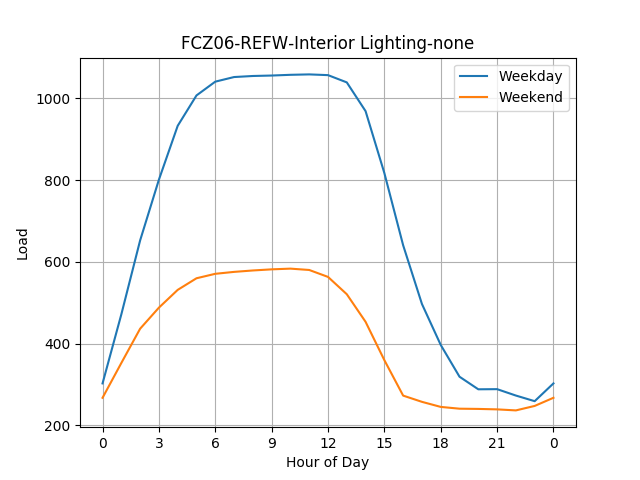 FCZ06-REFW-Interior Lighting-none
Weekday
Weekend
1000
800
600
400
200
Load
0 3 6 9 12 15 18 21 0
Hour of Day